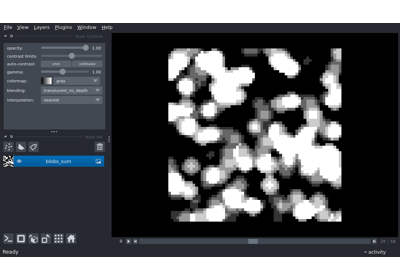 File View Layers Plugins Window Help
opacity: 1.00
contrast limits:
auto-contrast: once continuous
gamma: 1.00
colormap: gray
blending: translucent_no_depth
interpolation: nearest
blobs_sum
Ready activity